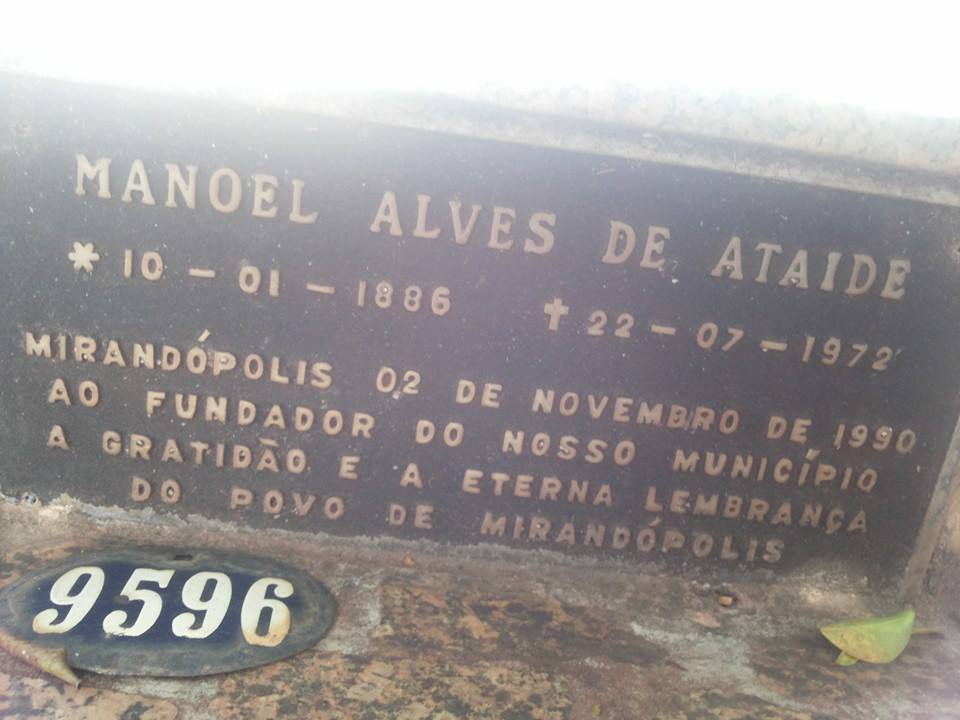 MANOEL ALVES DE ATAIDE
* 10 - 01 - 1886 ✝ 22 - 07 - 1972
MIRANDÓPOLIS 02 DE NOVEMBRO DE 1990
AO FUNDADOR DO NOSSO MUNICÍPIO
A GRATIDÃO E A ETERNA LEMBRANÇA
DO POVO DE MIRANDÓPOLIS
9596